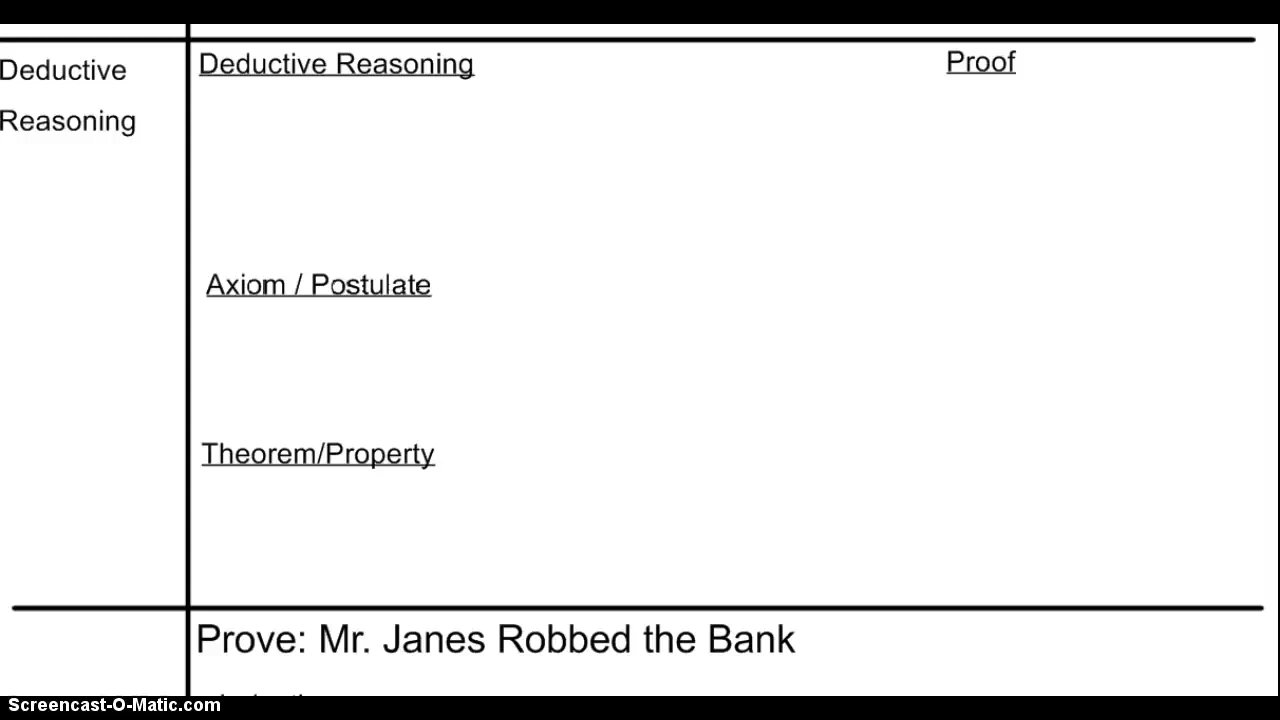 Deductive
Reasoning
Deductive Reasoning
Proof
Axiom / Postulate
Theorem/Property
Prove: Mr. Janes Robbed the Bank
Screencast-O-Matic.com